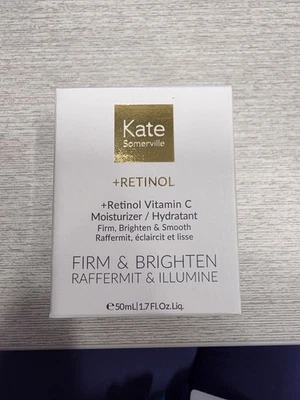 Kate
Somerville
+RETINOL
+Retinol Vitamin C
Moisturizer / Hydratant
Firm, Brighten & Smooth
Raffermit, éclaircit et lisse
FIRM & BRIGHTEN
RAFFERMIT & ILLUMINE
℮50mL|1.7Fl.Oz.Liq.